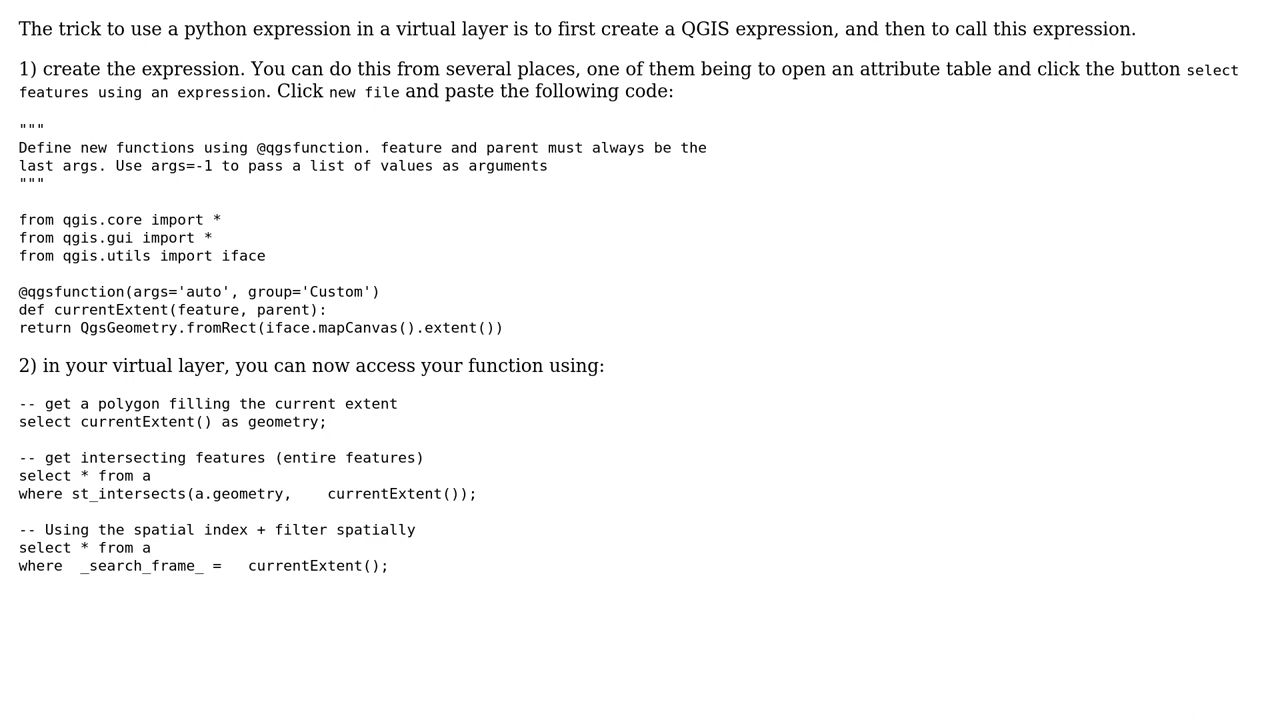 The trick to use a python expression in a virtual layer is to first create a QGIS expression, and then to call this expression.
1) create the expression. You can do this from several places, one of them being to open an attribute table and click the button select
features using an expression. Click new file and paste the following code:
"""
Define new functions using @qgsfunction. feature and parent must always be the
last args. Use args=-1 to pass a list of values as arguments
"""
from qgis.core import *
from qgis.gui import *
from qgis.utils import iface
@qgsfunction(args='auto', group='Custom')
def currentExtent(feature, parent):
return QgsGeometry.fromRect(iface.mapCanvas().extent())
2) in your virtual layer, you can now access your function using:
-- get a polygon filling the current extent
select currentExtent() as geometry;
-- get intersecting features (entire features)
select * from a
where st_intersects(a.geometry,    currentExtent());
-- Using the spatial index + filter spatially
select * from a
where  _search_frame_ =   currentExtent();